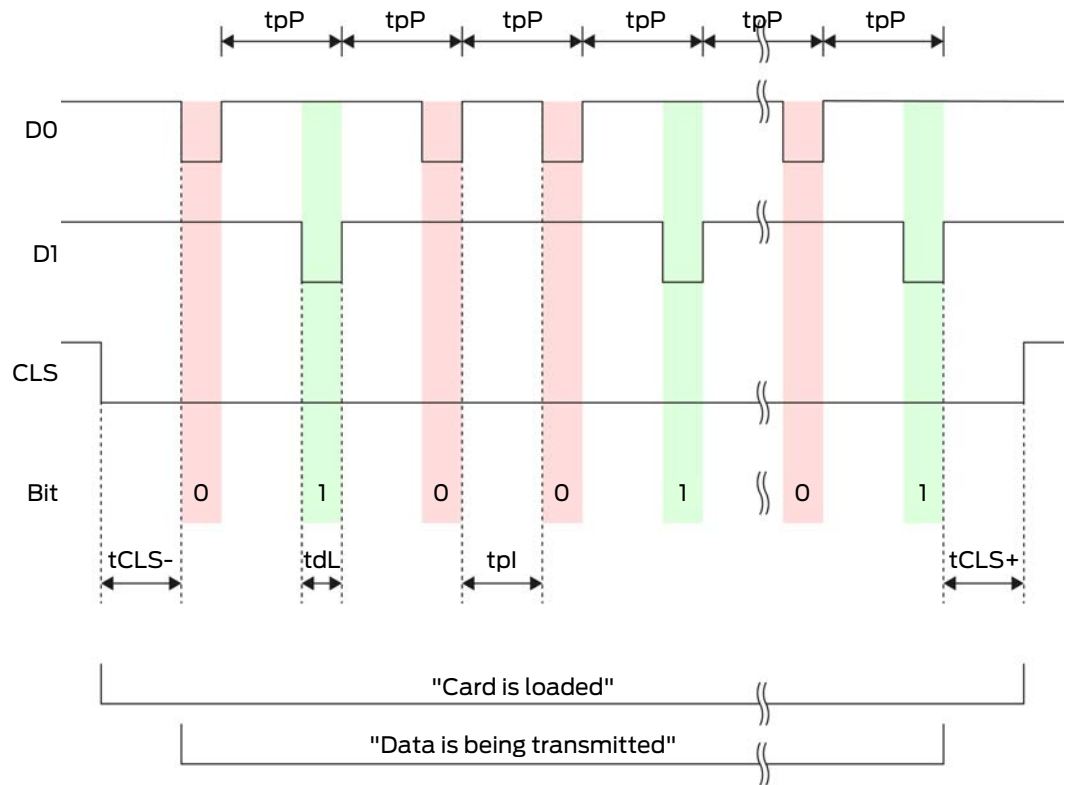 tpP tpP tpP tpP tpP tpP
D0
D1
CLS
Bit 0 1 0 0 1 0 1
tCLS- tdL tpI tCLS+
"Card is loaded"
"Data is being transmitted"